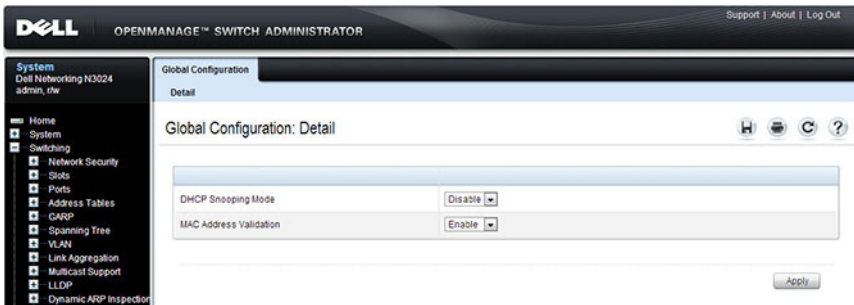 Support | About | Log Out
DELL OPENMANAGE™ SWITCH ADMINISTRATOR
System
Dell Networking N3024
admin, r/w
Home
System
Switching
Network Security
Slots
Ports
Address Tables
GARP
Spanning Tree
VLAN
Link Aggregation
Multicast Support
LLDP
Dynamic ARP Inspection
Global Configuration
Detail
Global Configuration: Detail
H C ?
DHCP Snooping Mode Disable
MAC Address Validation Enable
Apply